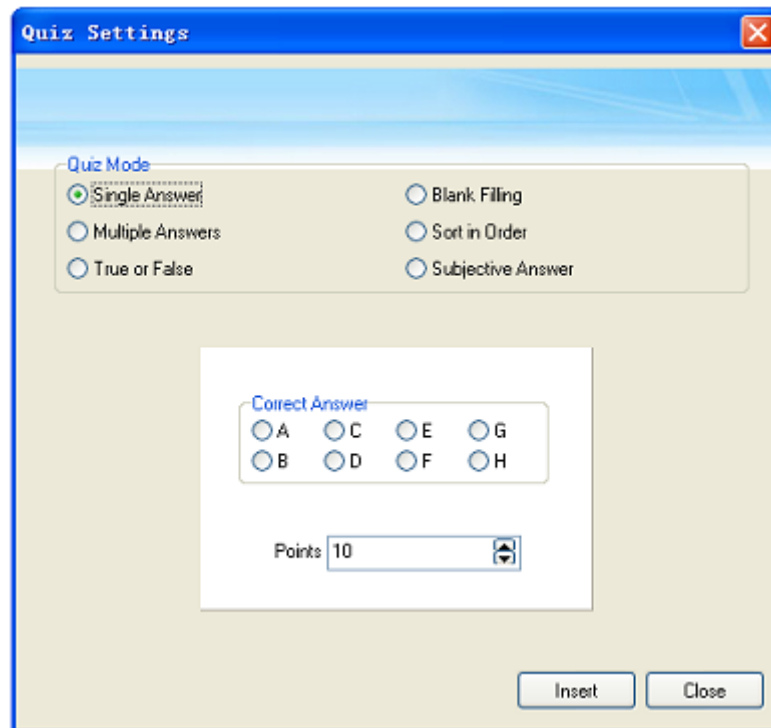 Quiz Settings
Quiz Mode
Single Answer Blank Filling
Multiple Answers Sort in Order
True or False Subjective Answer
Correct Answer
A C E G
B D F H
Points 10
Insert Close